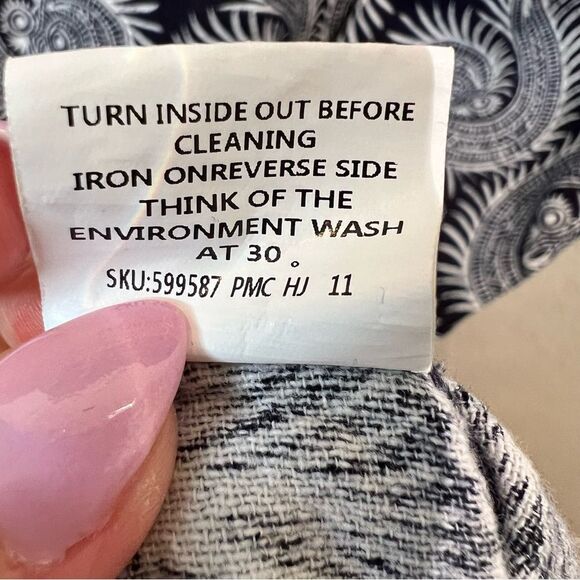 TURN INSIDE OUT BEFORE
CLEANING
IRON ONREVERSE SIDE
THINK OF THE
ENVIRONMENT WASH
AT 30 °
SKU:599587 PMC HJ 11